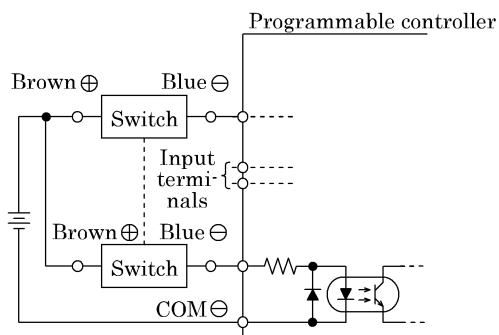 Programmable controller
Brown ⊕ Blue ⊖
Switch
Input
termi-
nals
Brown ⊕ Blue ⊖
Switch
COM ⊖